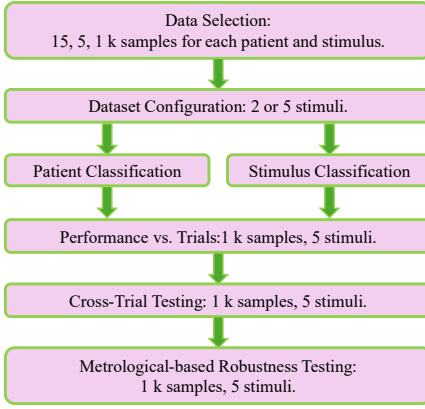 Data Selection:
15, 5, 1 k samples for each patient and stimulus.
Dataset Configuration: 2 or 5 stimuli.
Patient Classification
Stimulus Classification
Performance vs. Trials:1 k samples, 5 stimuli.
Cross-Trial Testing: 1 k samples, 5 stimuli.
Metrological-based Robustness Testing:
1 k samples, 5 stimuli.